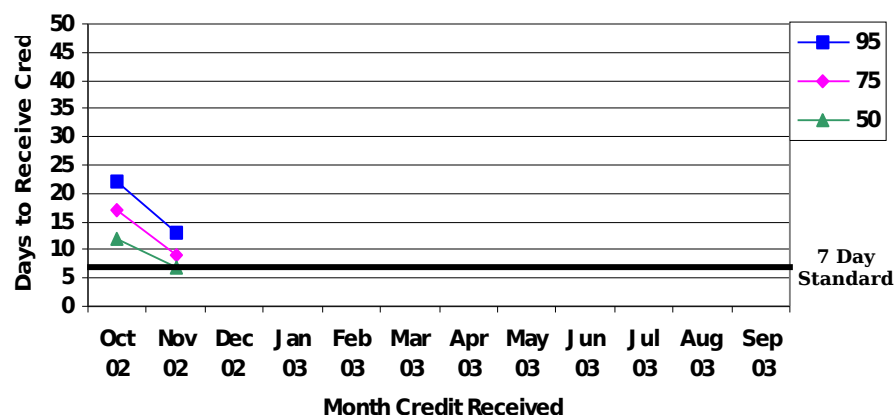 Days to Receive Cred
50
45
40
35
30
25
20
15
10
5
0
Oct Nov Dec Jan Feb Mar Apr May Jun Jul Aug Sep
02 02 02 03 03 03 03 03 03 03 03 03
Month Credit Received
95
75
50
7 Day
Standard